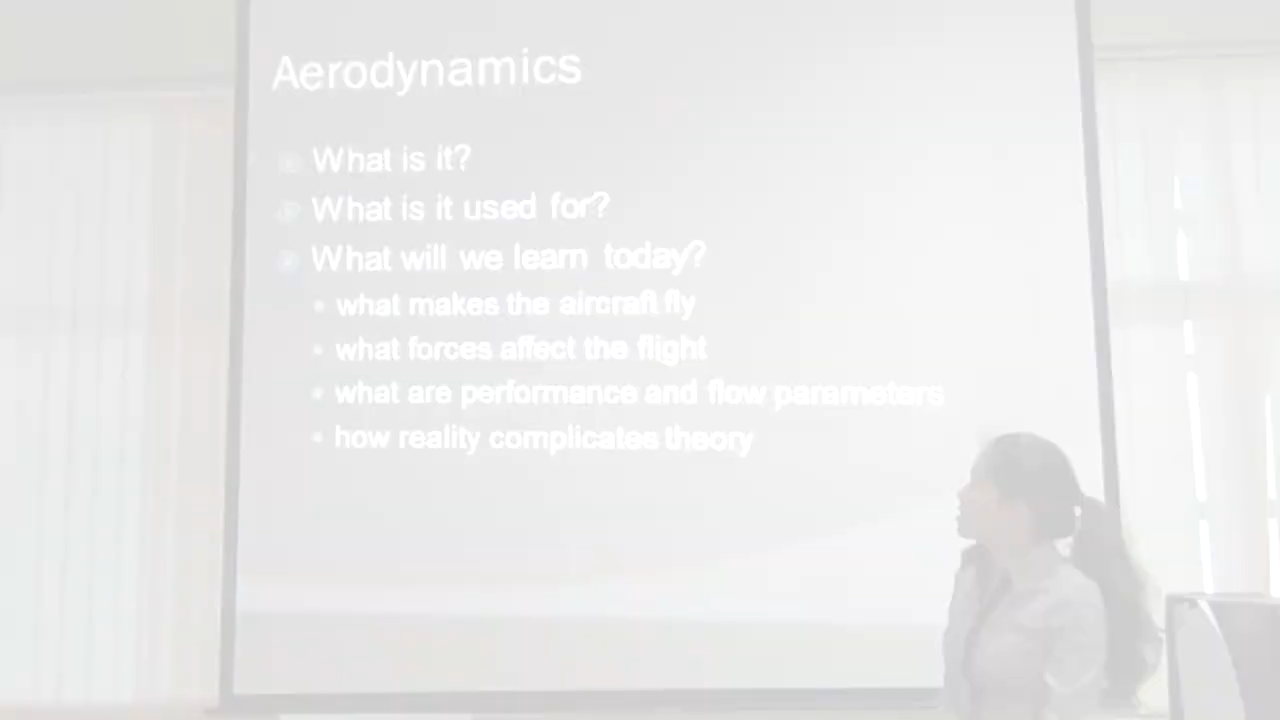 Aerodynamics
What is it?
What is it used for?
What will we learn today?
what makes the aircraft fly
what forces affect the flight
what are performance and flow parameters
how reality complicates theory